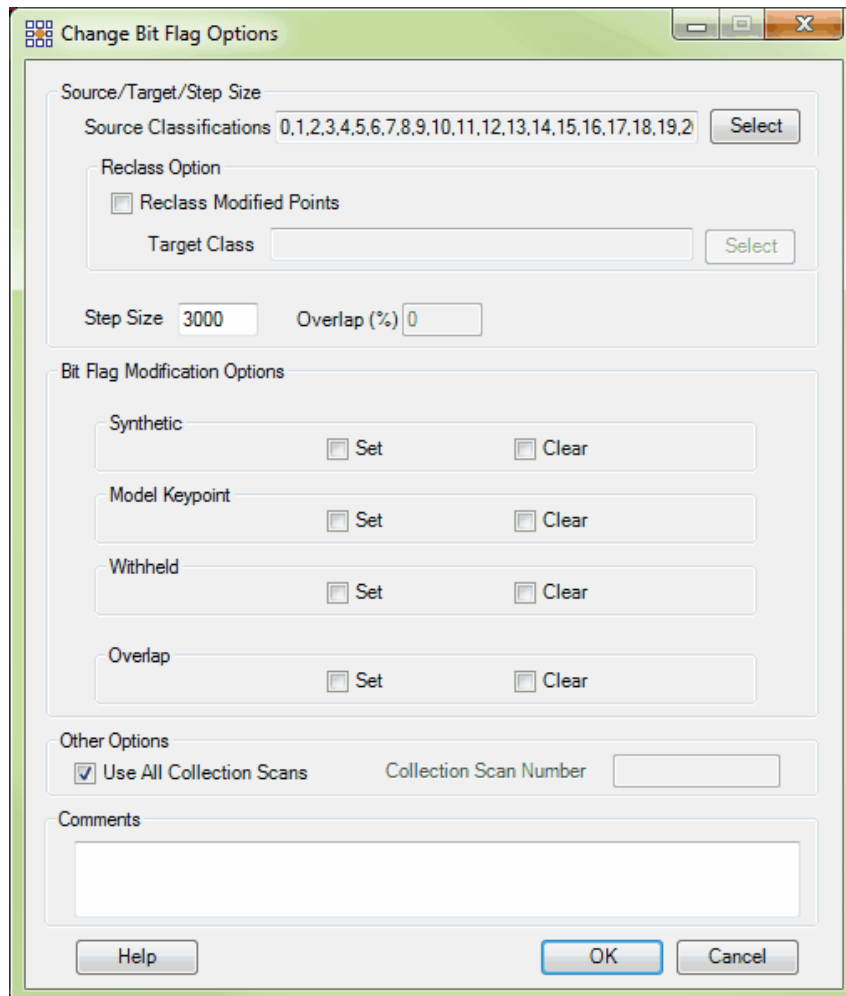 Change Bit Flag Options
Source/Target/Step Size
Source Classifications 0,1,2,3,4,5,6,7,8,9,10,11,12,13,14,15,16,17,18,19,2 Select
Reclass Option
Reclass Modified Points
Target Class Select
Step Size 3000 Overlap (%) 0
Bit Flag Modification Options
Synthetic
Set Clear
Model Keypoint
Set Clear
Withheld
Set Clear
Overlap
Set Clear
Other Options
Use All Collection Scans Collection Scan Number
Comments
Help OK Cancel